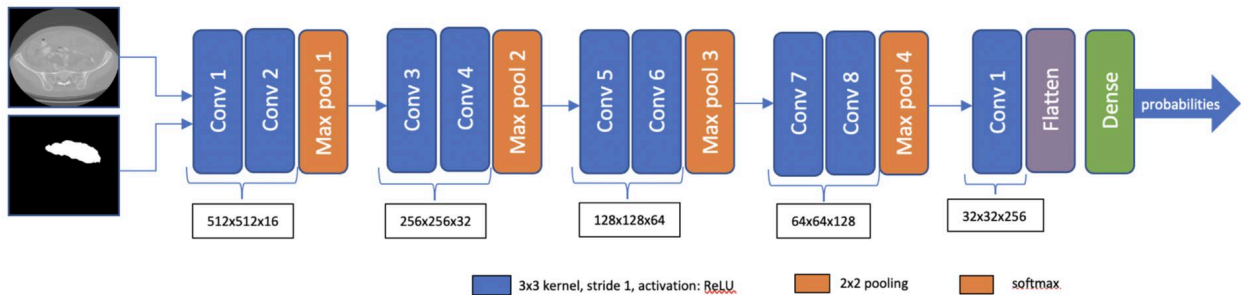 Conv 1
Conv 2
Max pool 1
Conv 3
Conv 4
Max pool 2
Conv 5
Conv 6
Max pool 3
Conv 7
Conv 8
Max pool 4
Conv 1
Flatten
Dense
probabilities
512x512x16
256x256x32
128x128x64
64x64x128
32x32x256
3x3 kernel, stride 1, activation: ReLU
2x2 pooling
softmax